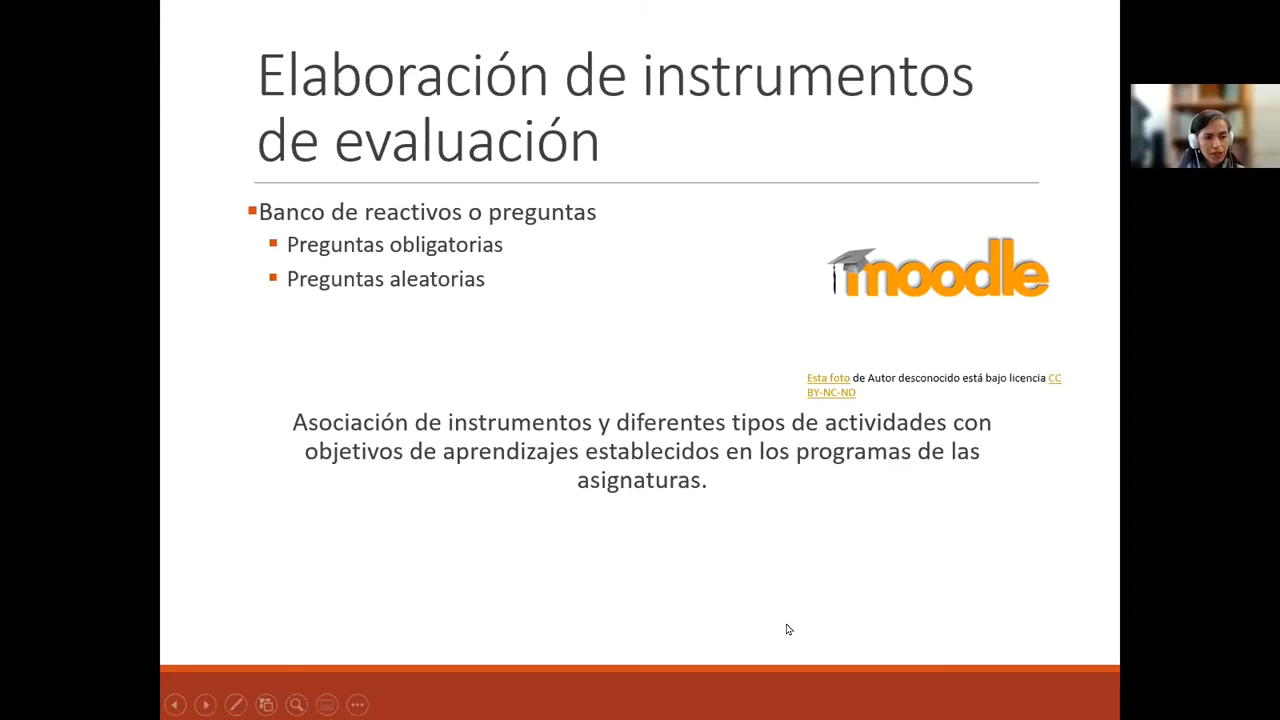 Elaboración de instrumentos
de evaluación
Banco de reactivos o preguntas
Preguntas obligatorias
Preguntas aleatorias
moodle
Esta foto de Autor desconocido está bajo licencia CC
BY-NC-ND
Asociación de instrumentos y diferentes tipos de actividades con
objetivos de aprendizajes establecidos en los programas de las
asignaturas.